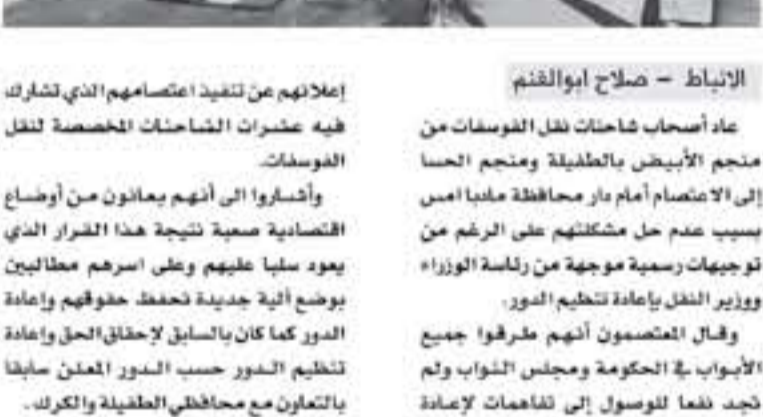 الانباط – صلاح ابوالغنم
عاد أصحاب شاحنات نقل الفوسفات من
منجم الأبيض بالطفيلة ومنجم الحسا
إلى الاعتصام أمام دار محافظة مادبا امس
بسبب عدم حل مشكلتهم على الرغم من
توجيهات رسمية موجهة من رئاسة الوزراء
ووزير النقل بإعادة تنظيم الدور.
وقال المعتصمون أنهم طرقوا جميع
الأبواب في الحكومة ومجلس النواب ولم
تجد نفعا للوصول إلى تفاهمات لإعادة
إعلانهم عن تنفيذ اعتصامهم الذي تشارك
فيه عشرات الشاحنات المخصصة لنقل
الفوسفات.
وأشاروا الى أنهم يعانون من أوضاع
اقتصادية صعبة نتيجة هذا القرار الذي
يعود سلبا عليهم وعلى اسرهم مطالبين
بوضع آلية جديدة تحفظ حقوقهم وإعادة
الدور كما كان بالسابق لإحقاق الحق وإعادة
تنظيم الدور حسب الدور المعلن سابقا
بالتعاون مع محافظي الطفيلة والكرك.